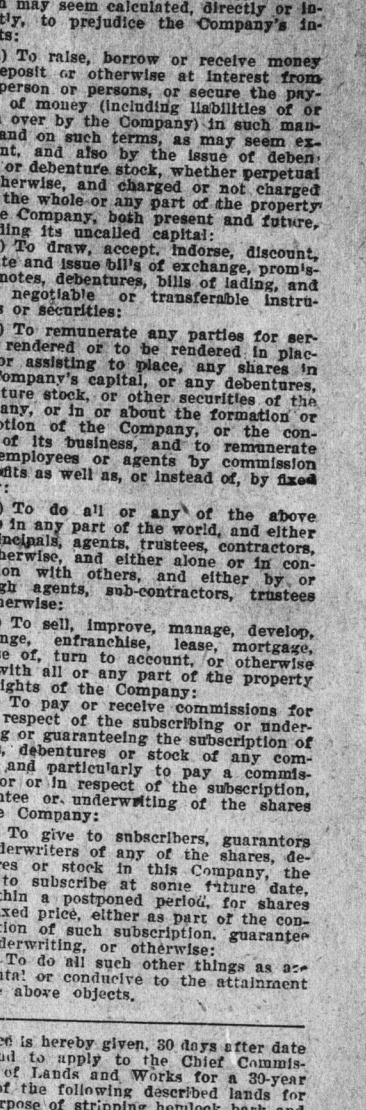 n may seem calculated, directly or in-
tly, to prejudice the Company's in-
ts:
) To raise, borrow or receive money
eposit or otherwise at interest from
person or persons, or secure the pay-
of money (including liabilities of or
over by the Company) in such man-
and on such terms, as may seem ex-
nt, and also by the issue of deben-
or debenture stock, whether perpetual
herwise, and charged or not charged
the whole or any part of the property
e Company, both present and future,
ding its uncalled capital:
) To draw, accept, indorse, discount,
te and issue bills of exchange, promis-
notes, debentures, bills of lading, and
negotiable or transferable instru-
s or securities:
) To remunerate any parties for ser-
rendered or to be rendered in plac-
or assisting to place, any shares in
ompany's capital, or any debentures,
ture stock, or other securities of the
any, or in or about the formation or
otion of the Company, or the con-
of its business, and to remunerate
employees or agents by commission
fits as well as, or instead of, by fixed
:
) To do all or any of the above
in any part of the world, and either
incipals, agents, trustees, contractors,
herwise, and either alone or in con-
on with others, and either by or
gh agents, sub-contractors, trustees
herwise:
To sell, improve, manage, develop,
nge, enfranchise, lease, mortgage,
se of, turn to account, or otherwise
with all or any part of the property
ights of the Company:
To pay or receive commissions for
respect of the subscribing or under-
g or guaranteeing the subscription of
, debentures or stock of any com-
and particularly to pay a commis-
or or in respect of the subscription,
ntee or underwriting of the shares
e Company:
To give to subscribers, guarantors
derwriters of any of the shares, de-
res or stock in this Company, the
to subscribe at some future date,
thin a postponed period, for shares
xed price, either as part of the con-
ion of such subscription, guarantee
derwriting, or otherwise:
To do all such other things as are
ntal or conducive to the attainment
e above objects.
ce is hereby given, 30 days after date
nd to apply to the Chief Commis-
of Lands and Works for a 30-year
of the following described lands for
rpose of stripping hemlock bark and